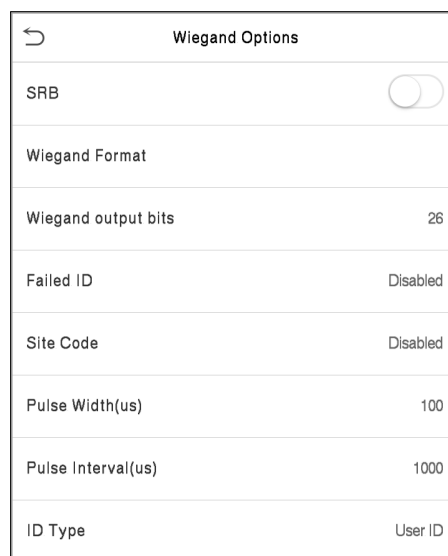 Wiegand Options
SRB
Wiegand Format
Wiegand output bits 26
Failed ID Disabled
Site Code Disabled
Pulse Width(us) 100
Pulse Interval(us) 1000
ID Type User ID